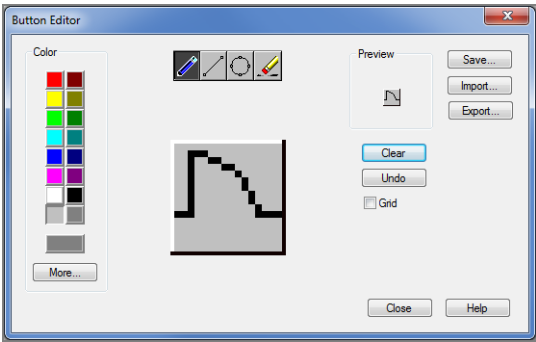 Button Editor
Color
More...
Preview
Save...
Import...
Export...
Clear
Undo
Grid
Close
Help